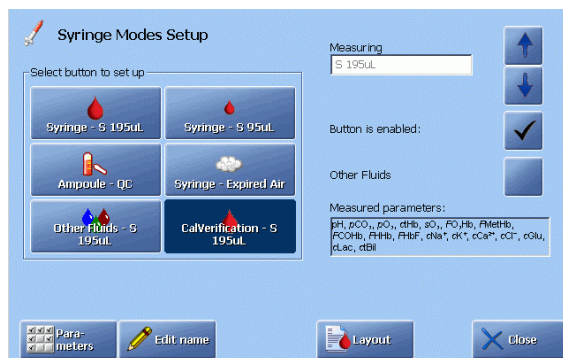 Syringe Modes Setup
Select button to set up
Syringe - S 195uL
Syringe - S 95uL
Ampoule - QC
Syringe - Expired Air
Other Fluids - S
195uL
CalVerification - S
195uL
Measuring
S 195uL
Button is enabled:
Other Fluids
Measured parameters:
pH, pCO₂, pO₂, ctHb, sO₂, FO₂Hb, FMetHb,
FCOHb, FHHb, FHbF, cNa⁺, cK⁺, cCa²⁺, cCl⁻, cGlu,
cLac, ctBil
Para-
meters
Edit name
Layout
Close